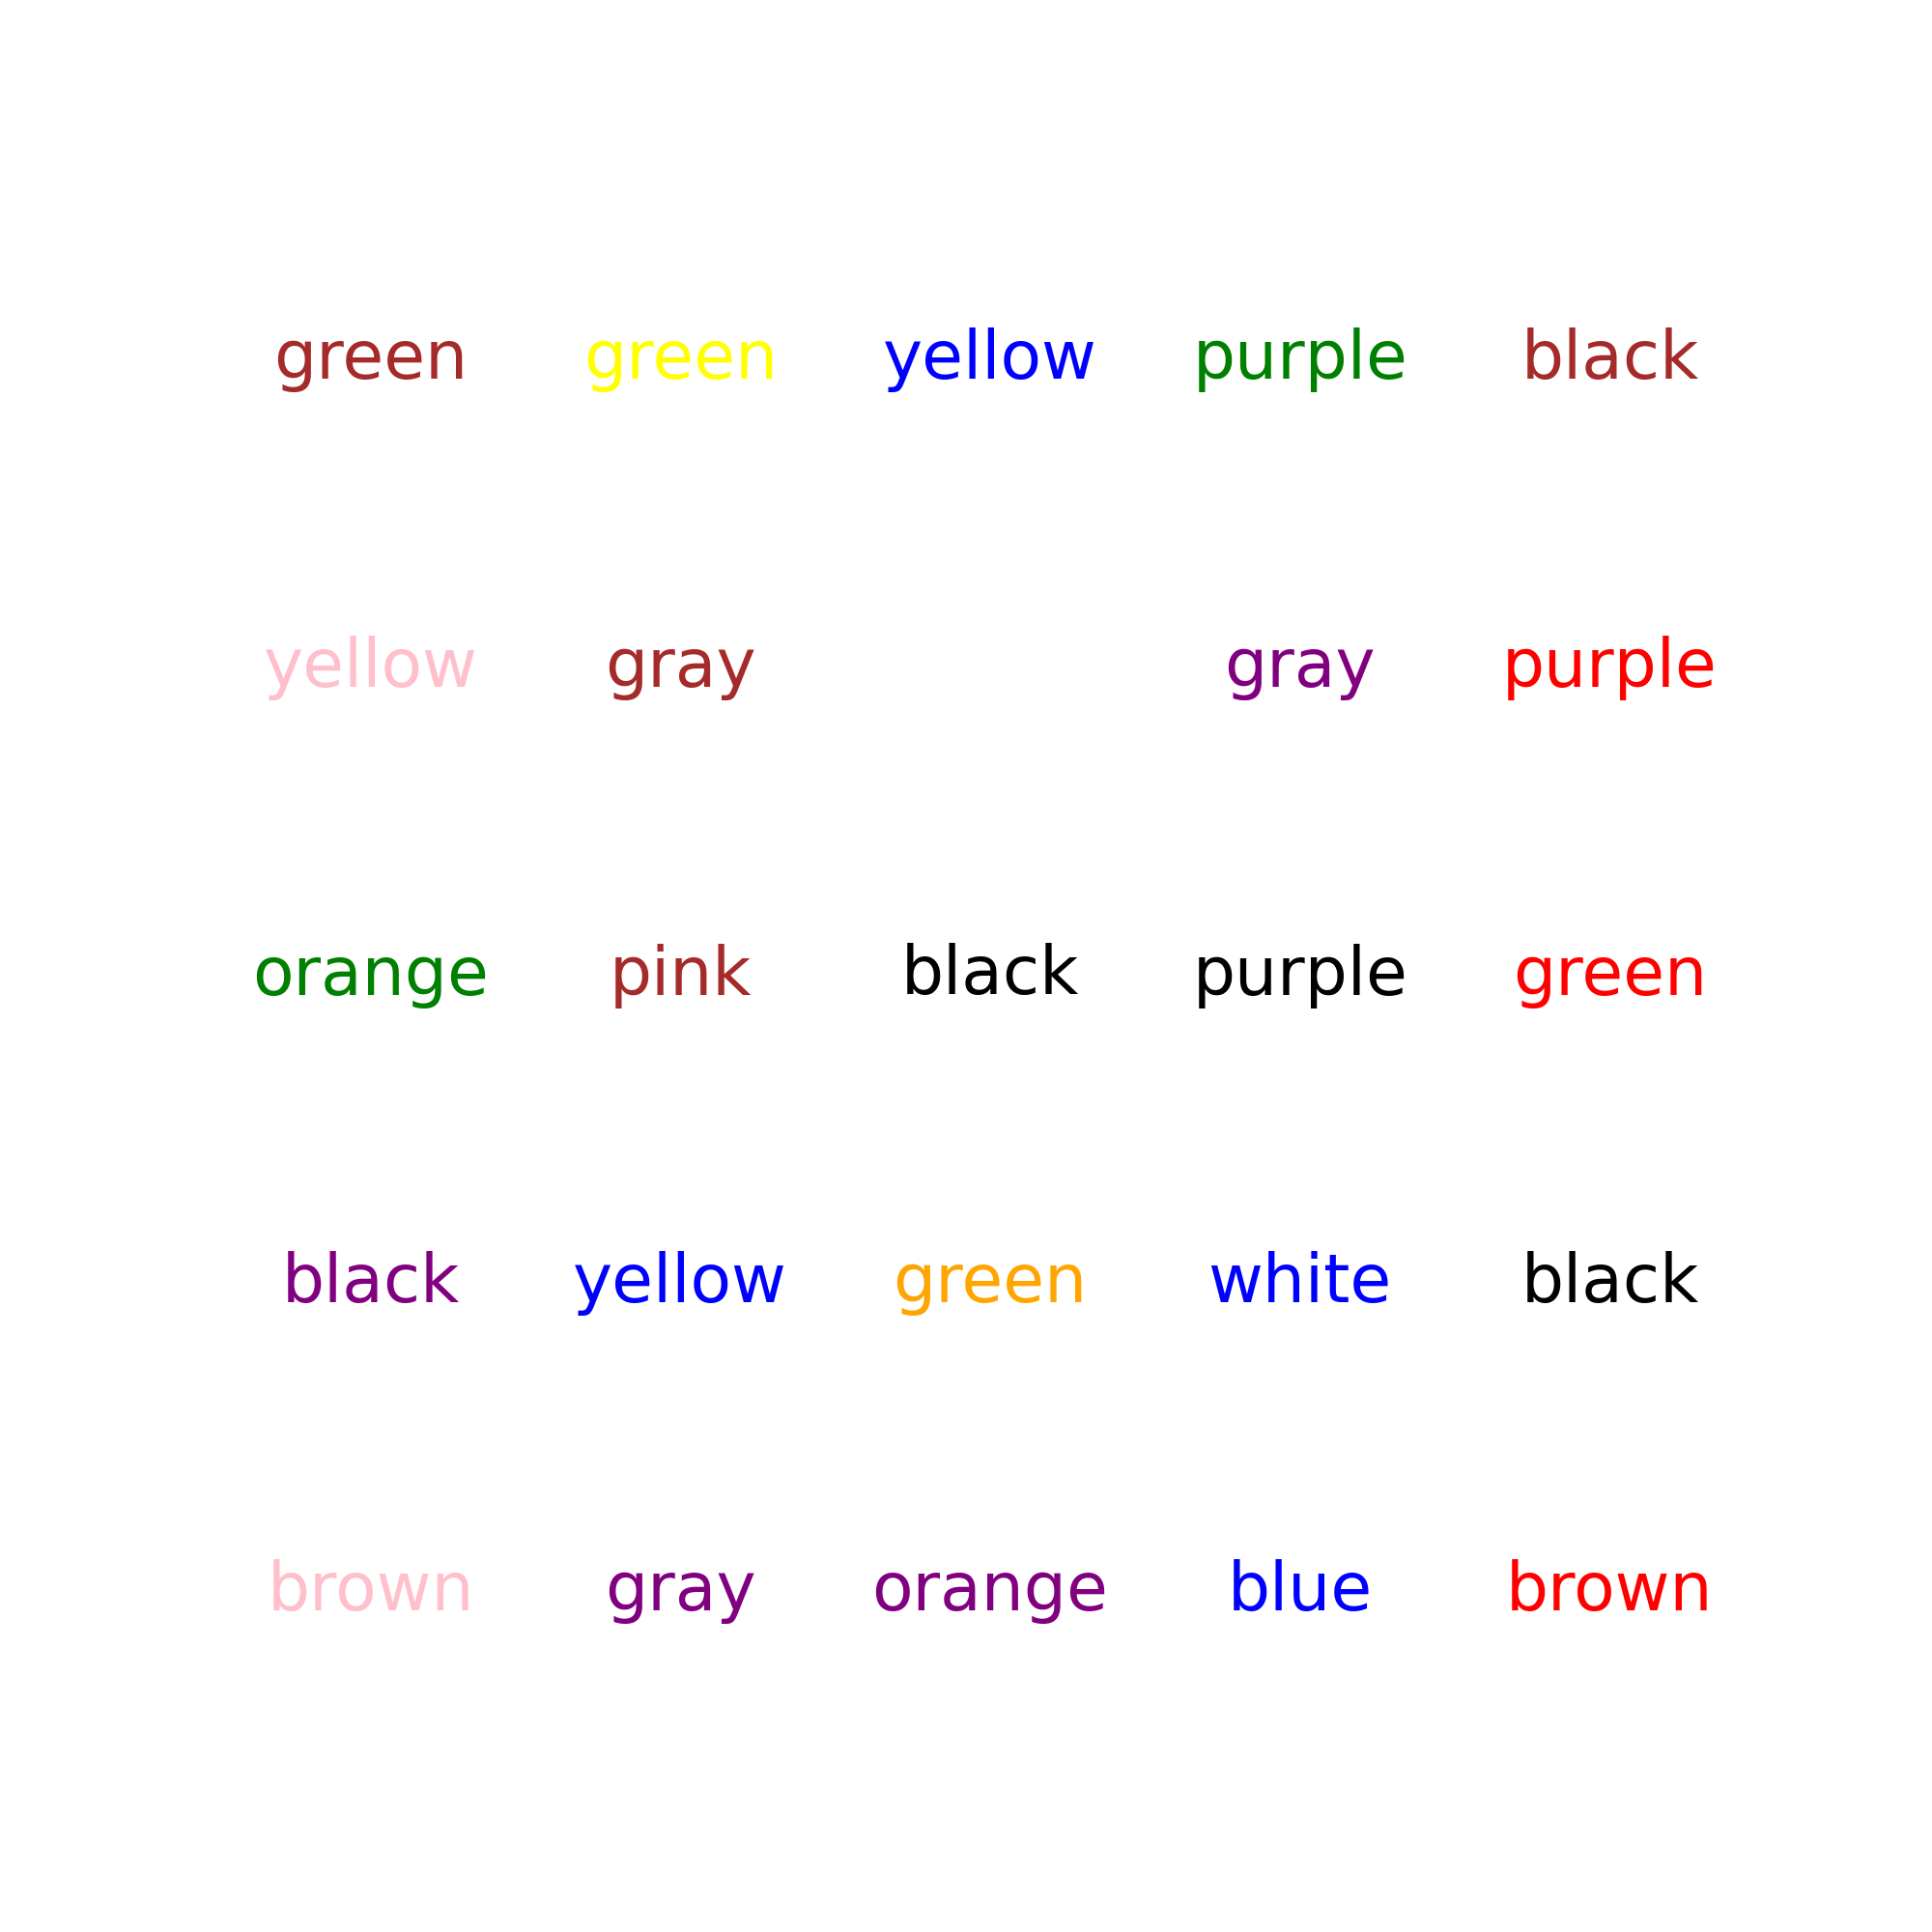 green green yellow purple black
yellow gray gray purple
orange pink black purple green
black yellow green white black
brown gray orange blue brown